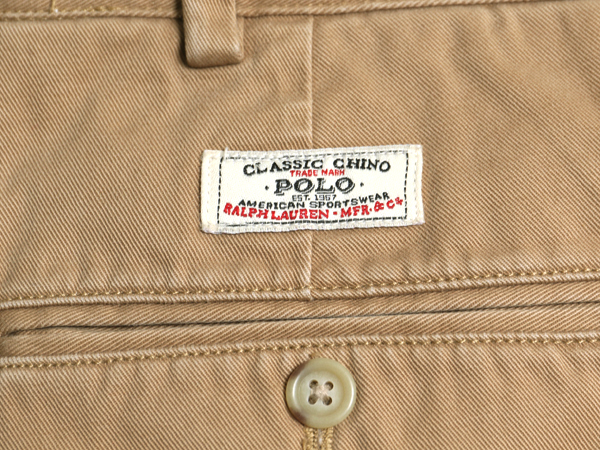 CLASSIC CHINO
TRADE MARK
· POLO ·
EST. 1967
AMERICAN SPORTSWEAR
RALPH LAUREN · MFR. & Co.